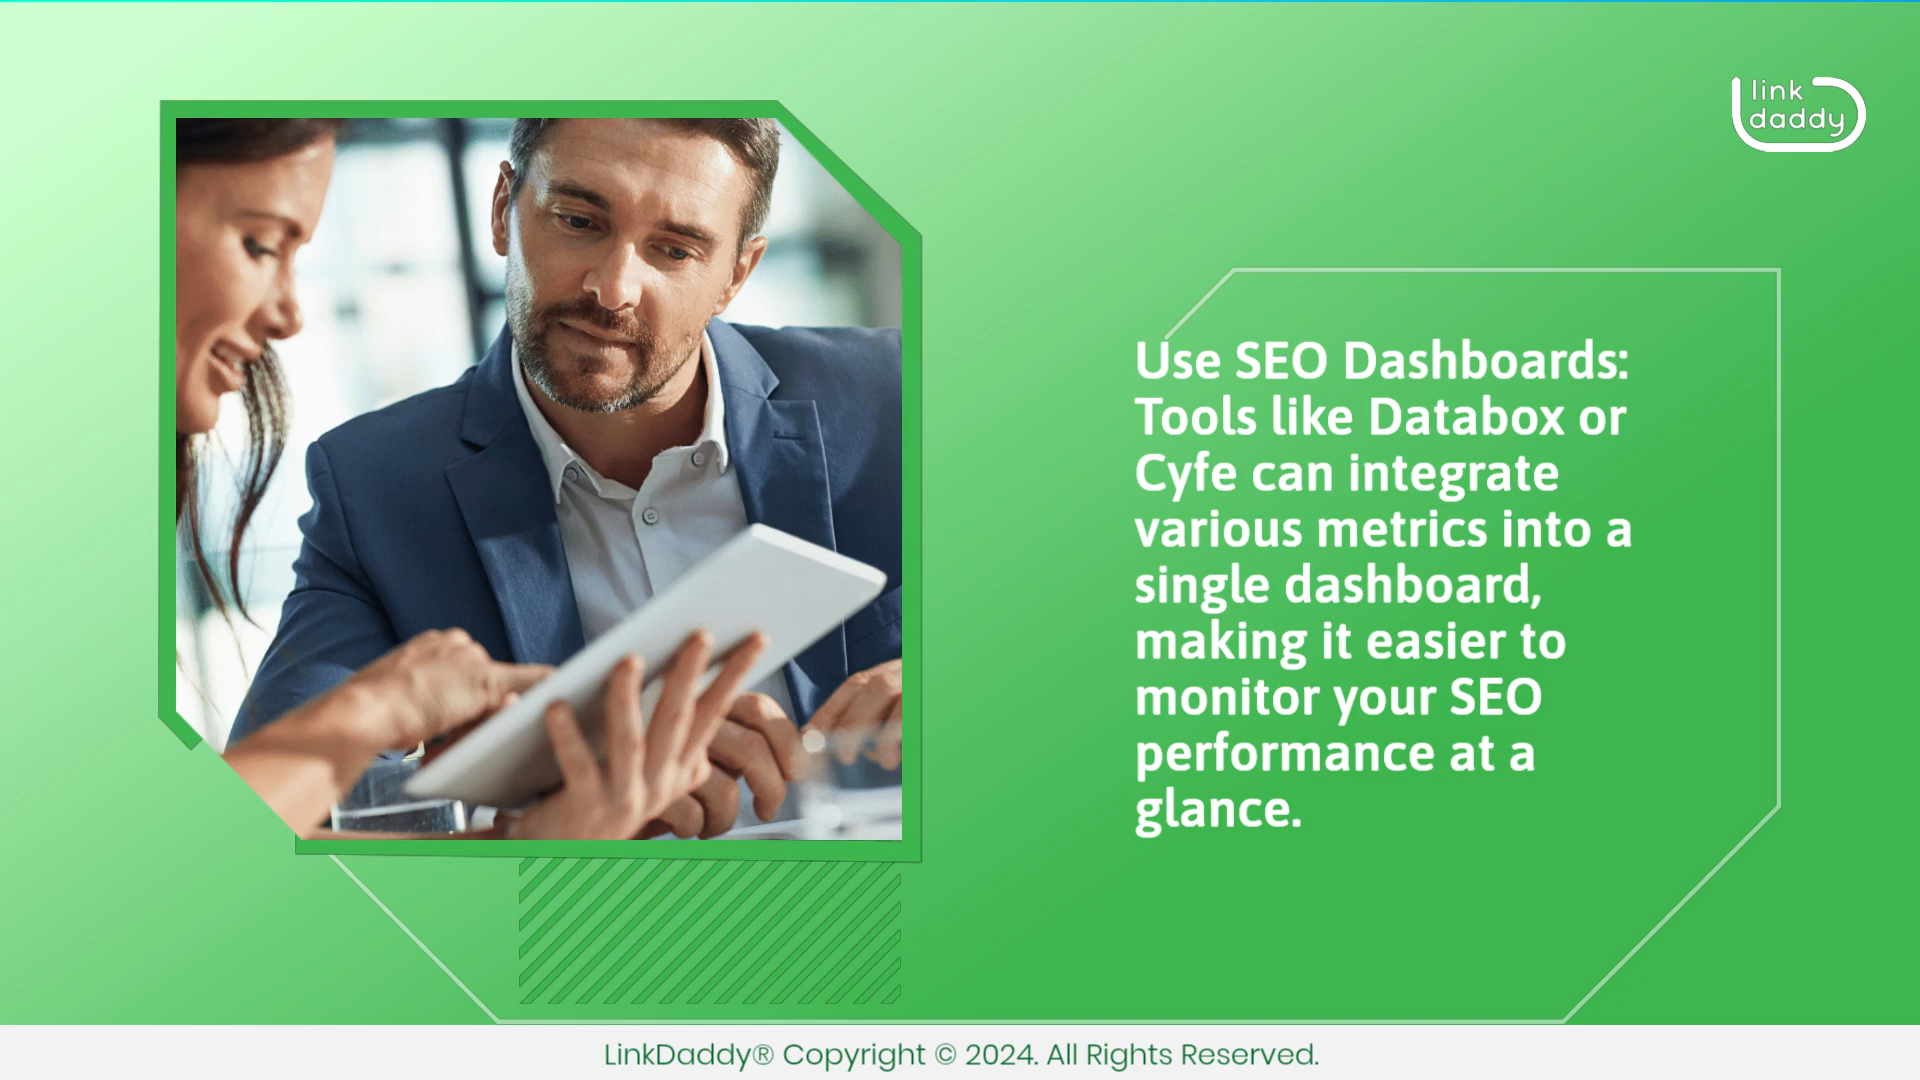 link
daddy
Use SEO Dashboards:
Tools like Databox or
Cyfe can integrate
various metrics into a
single dashboard,
making it easier to
monitor your SEO
performance at a
glance.
LinkDaddy® Copyright © 2024. All Rights Reserved.